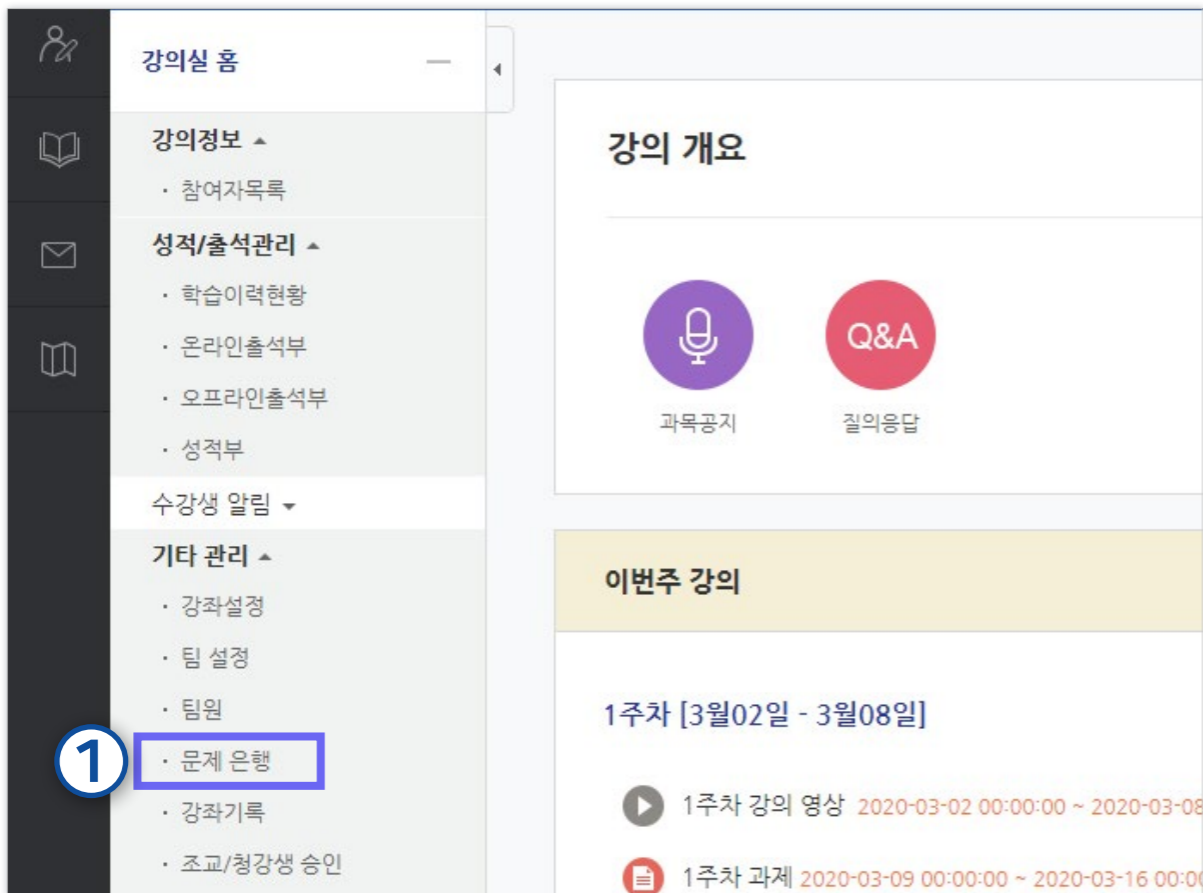 강의실 홈
강의정보
참여자목록
성적/출석관리
학습이력현황
온라인출석부
오프라인출석부
성적부
수강생 알림
기타 관리
강좌설정
팀 설정
팀원
1
문제 은행
강좌기록
조교/청강생 승인
강의 개요
Q&A
과목공지
질의응답
이번주 강의
1주차 [3월02일 - 3월08일]
1주차 강의 영상 2020-03-02 00:00:00 ~ 2020-03-08
1주차 과제 2020-03-09 00:00:00 ~ 2020-03-16 00:0